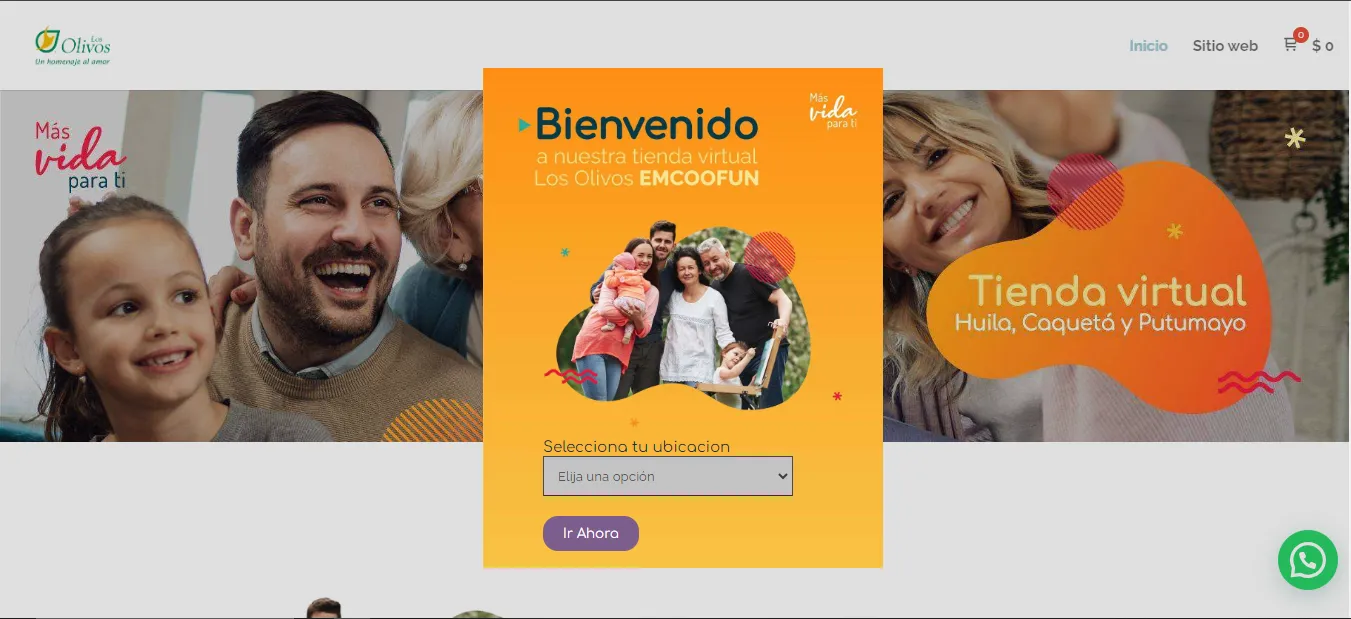 Los
Olivos
Un homenaje al amor
Inicio
Sitio web
0
$ 0
Más
vida
para ti
Bienvenido
a nuestra tienda virtual
Los Olivos EMCOOFUN
Más
vida
para ti
Selecciona tu ubicacion
Elija una opción
Ir Ahora
Tienda virtual
Huila, Caquetá y Putumayo